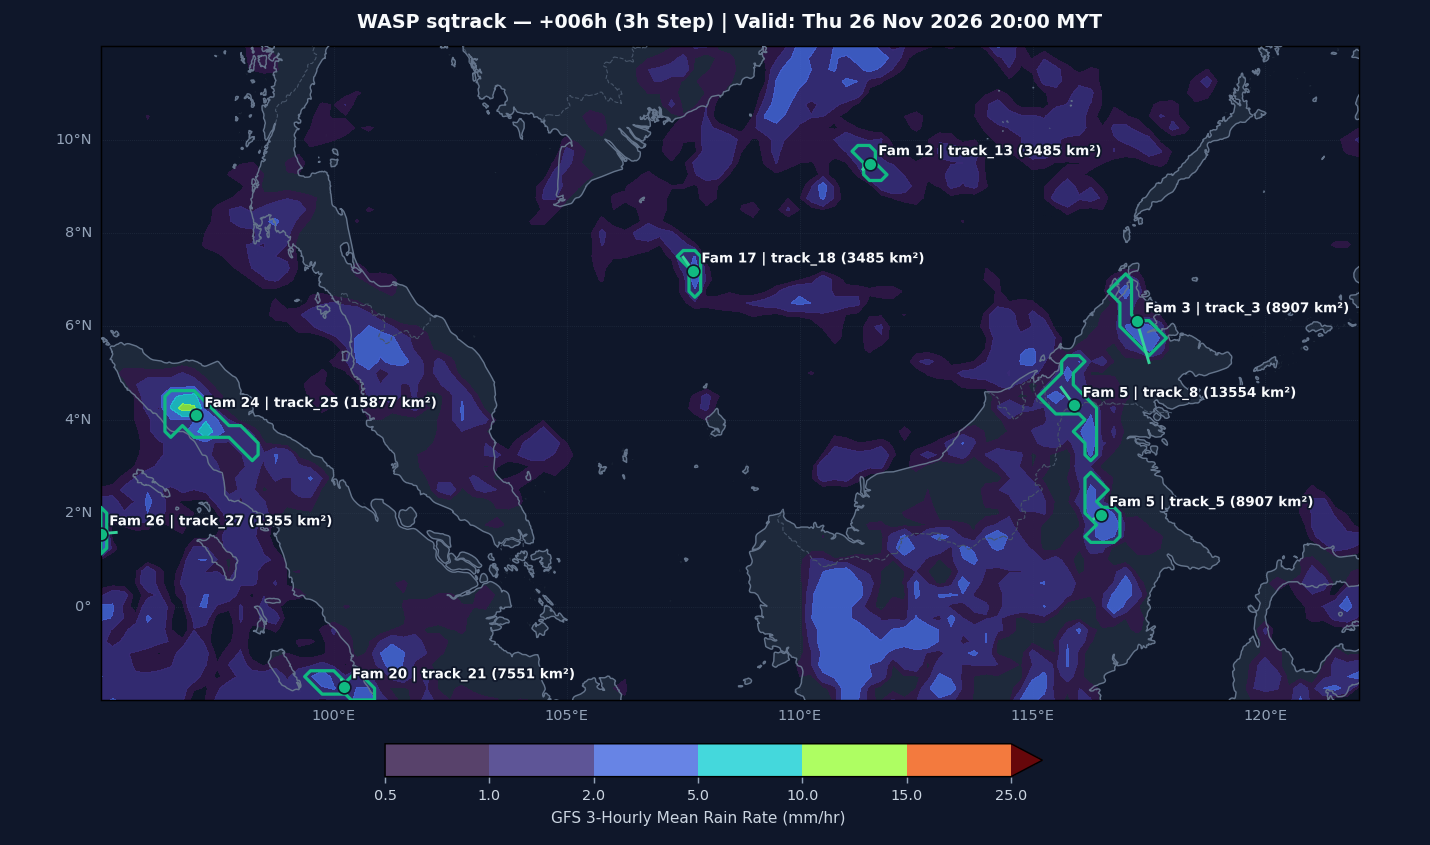 WASP sqtrack — +006h (3h Step) | Valid: Thu 26 Nov 2026 20:00 MYT
10°N
8°N
6°N
4°N
2°N
0°
Fam 12 | track_13 (3485 km²)
Fam 17 | track_18 (3485 km²)
Fam 3 | track_3 (8907 km²)
Fam 5 | track_8 (13554 km²)
Fam 24 | track_25 (15877 km²)
Fam 5 | track_5 (8907 km²)
Fam 26 | track_27 (1355 km²)
Fam 20 | track_21 (7551 km²)
100°E 105°E 110°E 115°E 120°E
0.5 1.0 2.0 5.0 10.0 15.0 25.0
GFS 3-Hourly Mean Rain Rate (mm/hr)